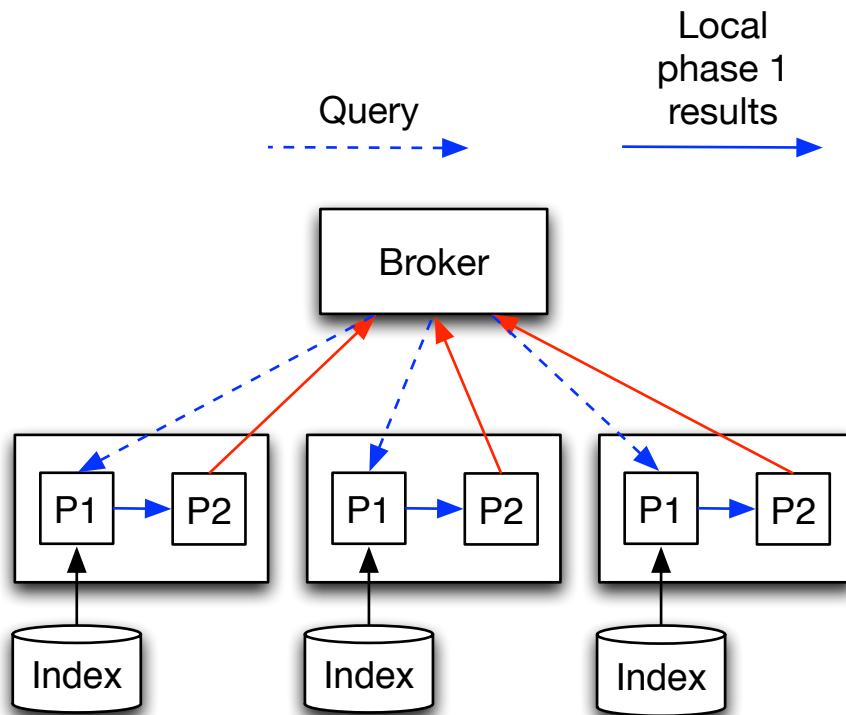 Local
phase 1
results
Query
Broker
P1
P2
P1
P2
P1
P2
Index
Index
Index